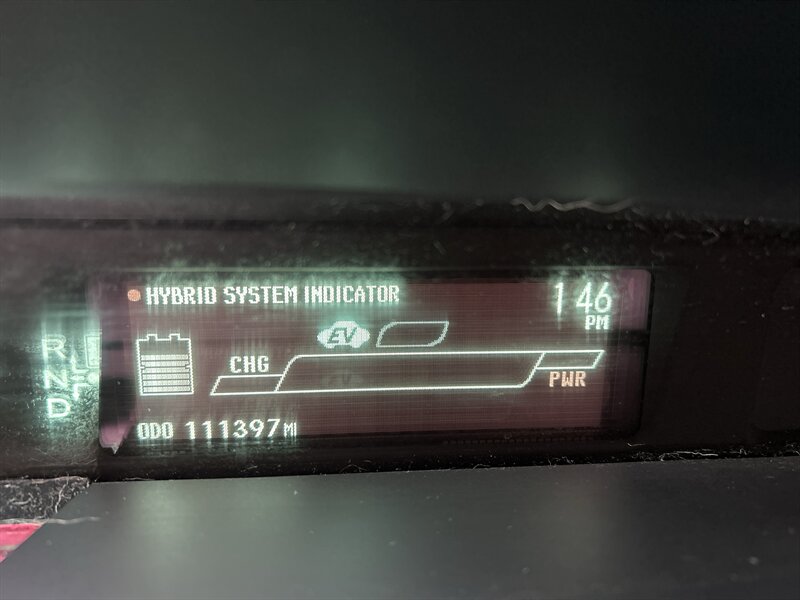 HYBRID SYSTEM INDICATOR
1 46
PM
EV
CHG
PWR
ODO 111397 MI
R
N
D